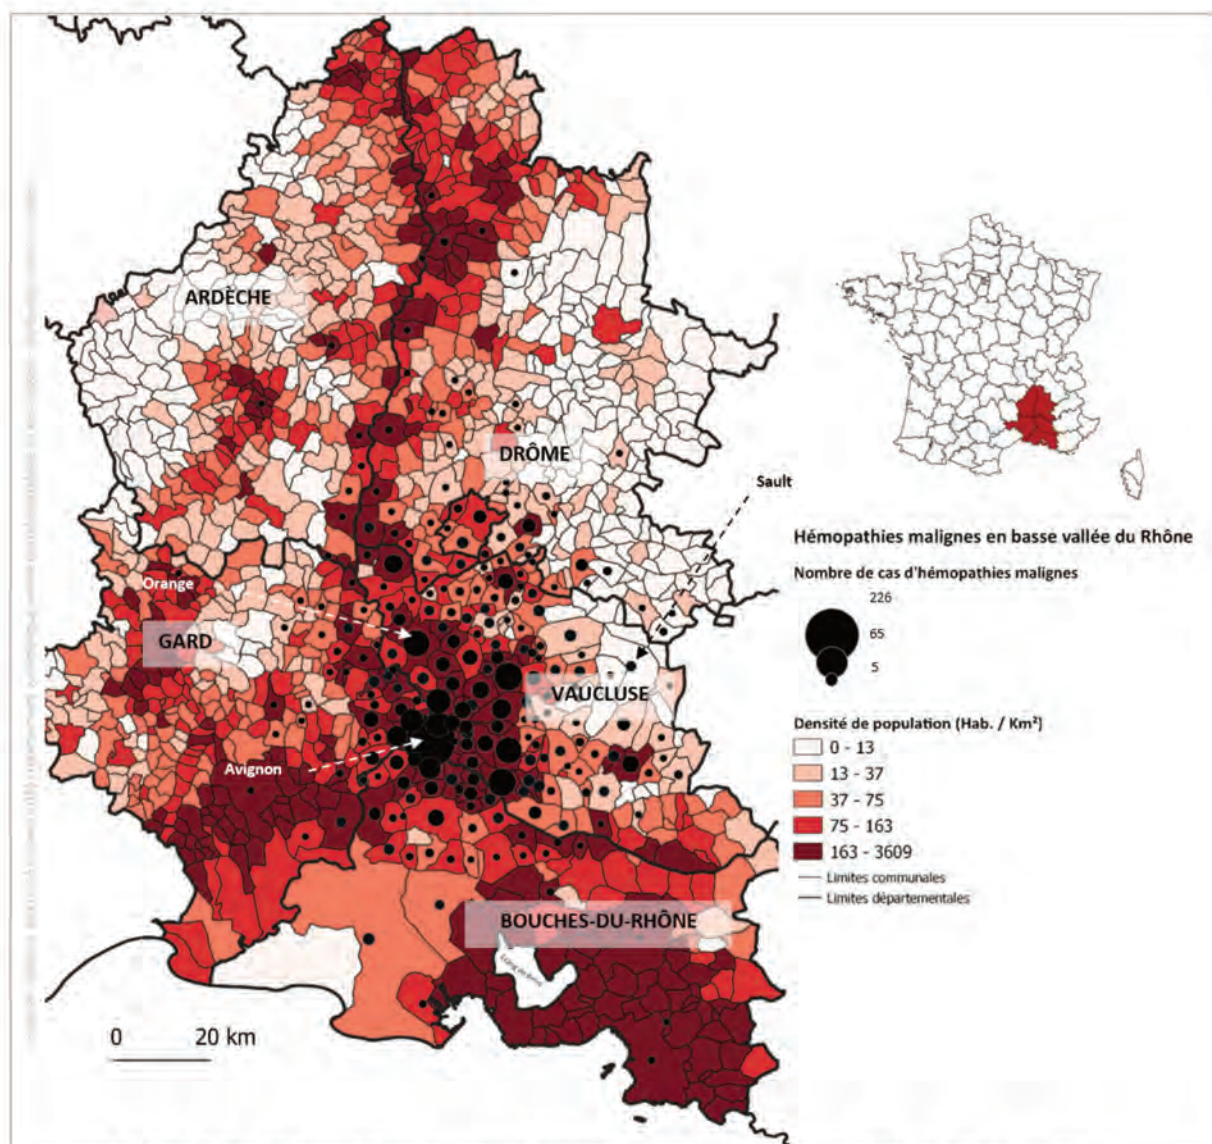 ARDÈCHE
DRÔME
Sault
Hémopathies malignes en basse vallée du Rhône
Nombre de cas d'hémopathies malignes
226
65
5
Orange
GARD
VAUCLUSE
Densité de population (Hab. / Km²)
0 - 13
13 - 37
37 - 75
75 - 163
163 - 3609
Limites communales
Limites départementales
Avignon
BOUCHES-DU-RHÔNE
0 20 km